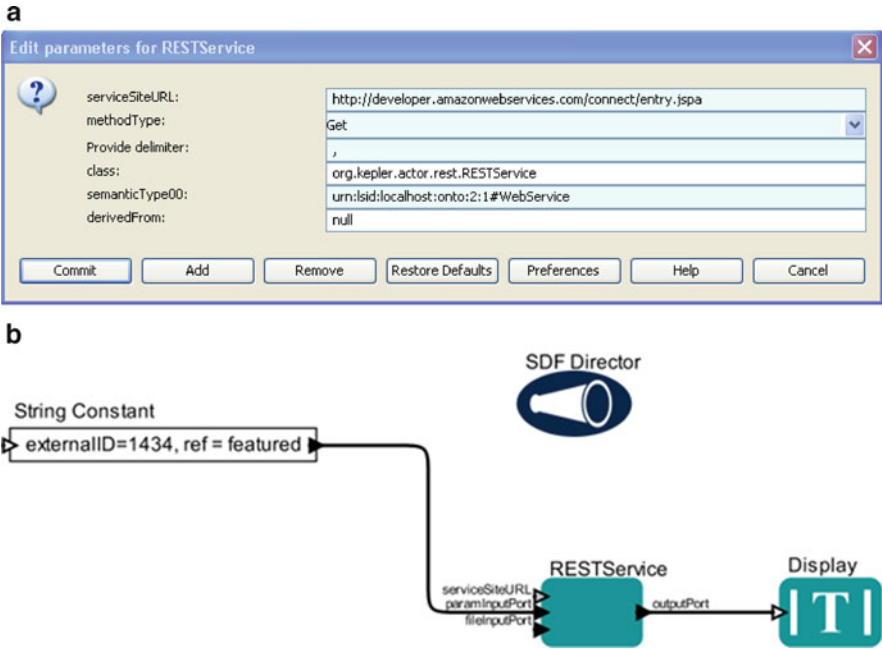 a
Edit parameters for RESTService
serviceSiteURL: http://developer.amazonwebservices.com/connect/entry.jspa
methodType: Get
Provide delimiter: ,
class: org.kepler.actor.rest.RESTService
semanticType00: urn:lsid:localhost:onto:2:1#WebService
derivedFrom: null
Commit Add Remove Restore Defaults Preferences Help Cancel
b
SDF Director
String Constant
externalID=1434, ref = featured
RESTService
Display
serviceSiteURL
paramInputPort
fileInputPort
outputPort
T